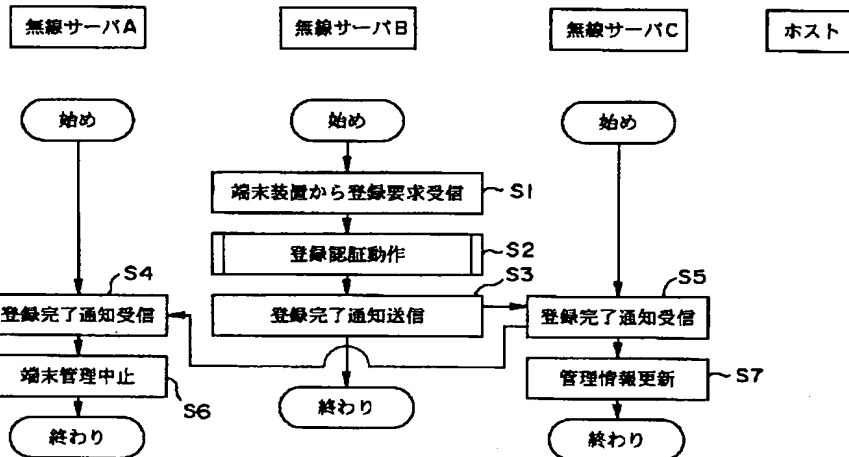 無線サーバA
無線サーバB
無線サーバC
ホスト
始め
始め
始め
端末装置から登録要求受信
S1
登録認証動作
S2
S3
S4
S5
登録完了通知受信
登録完了通知送信
登録完了通知受信
端末管理中止
S6
管理情報更新
S7
終わり
終わり
終わり